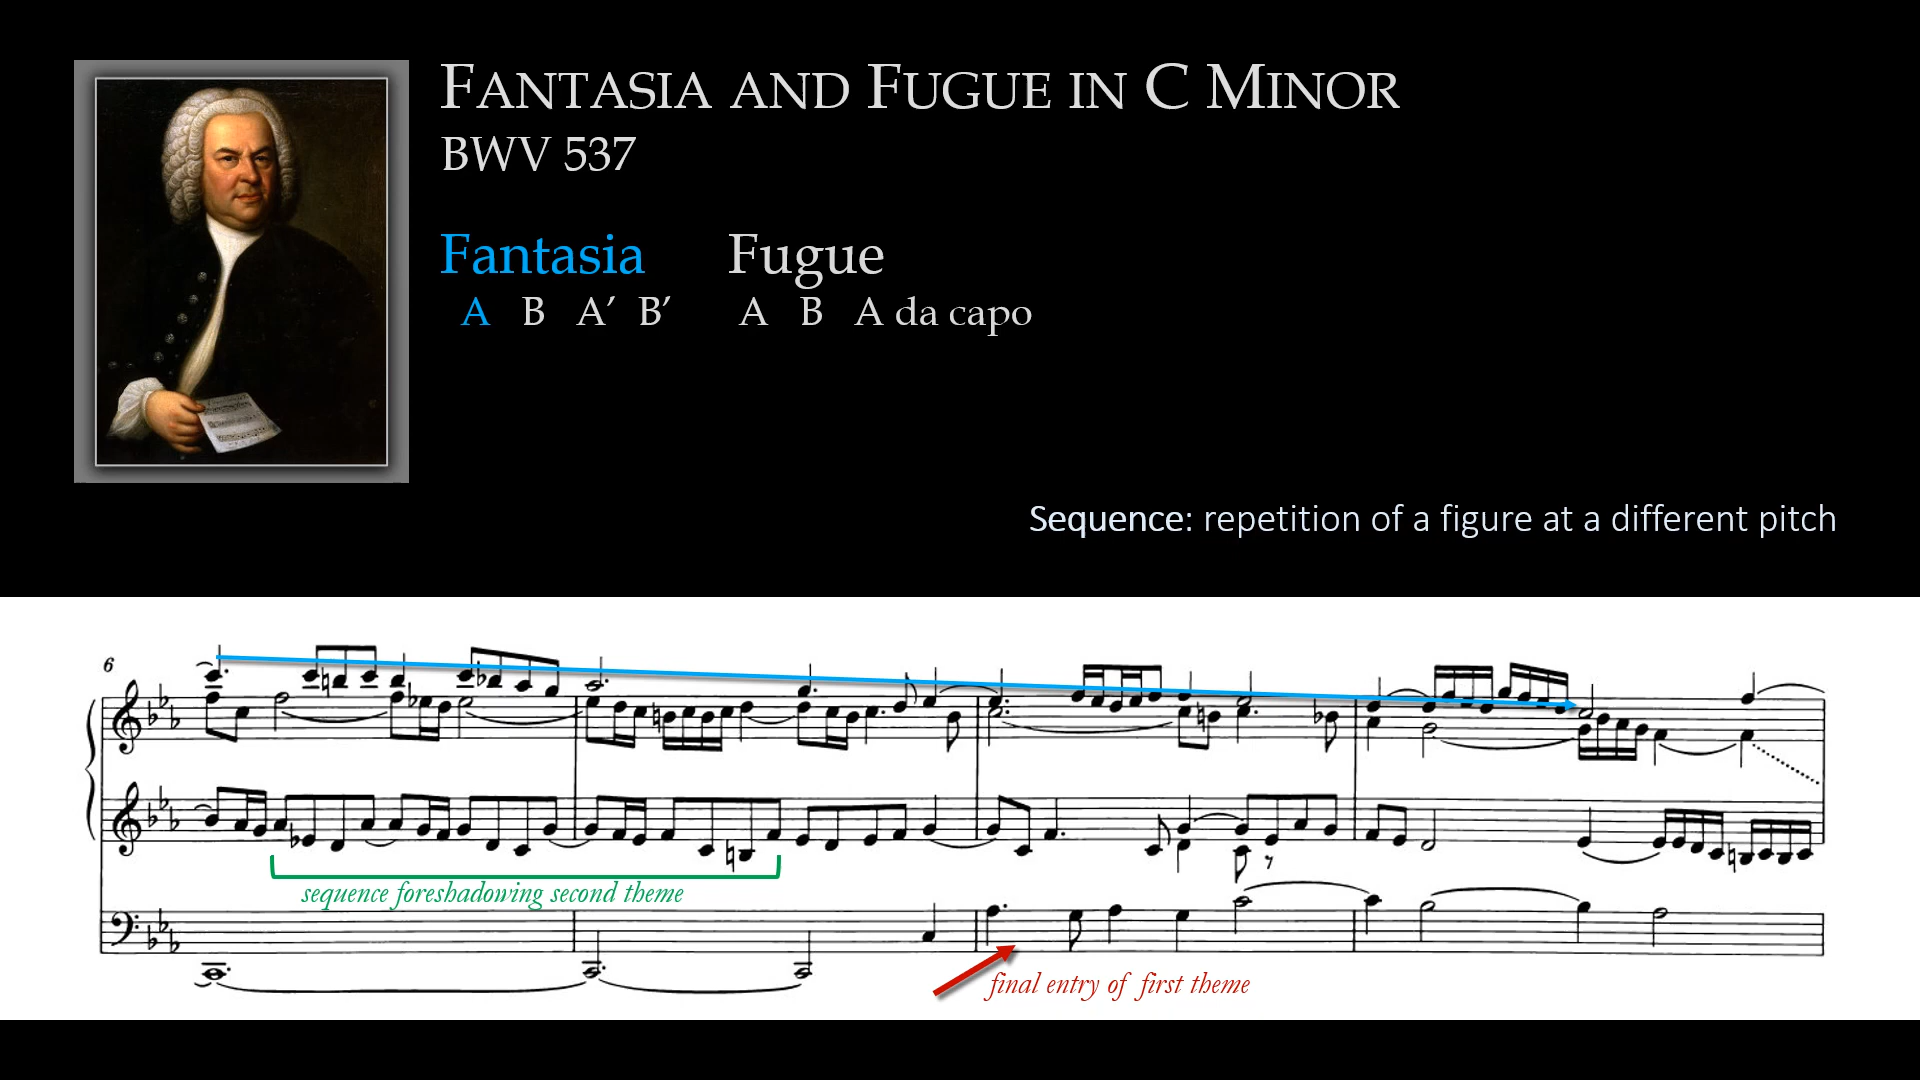 FANTASIA AND FUGUE IN C MINOR
BWV 537
Fantasia Fugue
A B A′ B′ A B A da capo
Sequence: repetition of a figure at a different pitch
6
sequence foreshadowing second theme
final entry of first theme